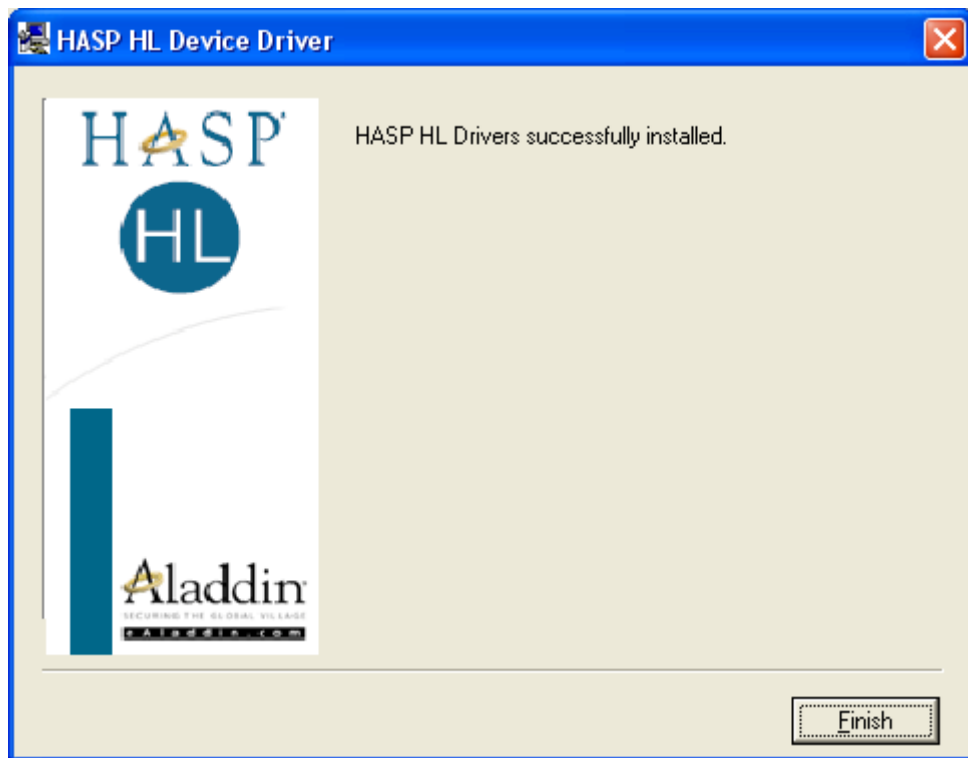 HASP HL Device Driver
HASP
HL
HASP HL Drivers successfully installed.
Aladdin
SECURING THE GLOBAL VILLAGE
eAladdin.com
Finish